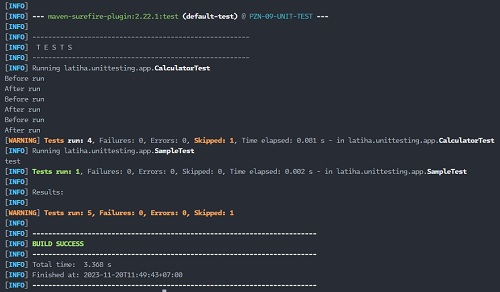 [INFO]
[INFO] --- maven-surefire-plugin:2.22.1:test (default-test) @ PZN-09-UNIT-TEST ---
[INFO]
[INFO] -------------------------------------------------------
[INFO]  T E S T S
[INFO] -------------------------------------------------------
[INFO] Running latiha.unittesting.app.CalculatorTest
Before run
After run
Before run
After run
Before run
After run
[WARNING] Tests run: 4, Failures: 0, Errors: 0, Skipped: 1, Time elapsed: 0.081 s - in latiha.unittesting.app.CalculatorTest
[INFO] Running latiha.unittesting.app.SampleTest
test
[INFO] Tests run: 1, Failures: 0, Errors: 0, Skipped: 0, Time elapsed: 0.002 s - in latiha.unittesting.app.SampleTest
[INFO]
[INFO] Results:
[INFO]
[WARNING] Tests run: 5, Failures: 0, Errors: 0, Skipped: 1
[INFO]
[INFO] ------------------------------------------------------------------------
[INFO] BUILD SUCCESS
[INFO] ------------------------------------------------------------------------
[INFO] Total time:  3.368 s
[INFO] Finished at: 2023-11-20T11:49:43+07:00
[INFO] ------------------------------------------------------------------------